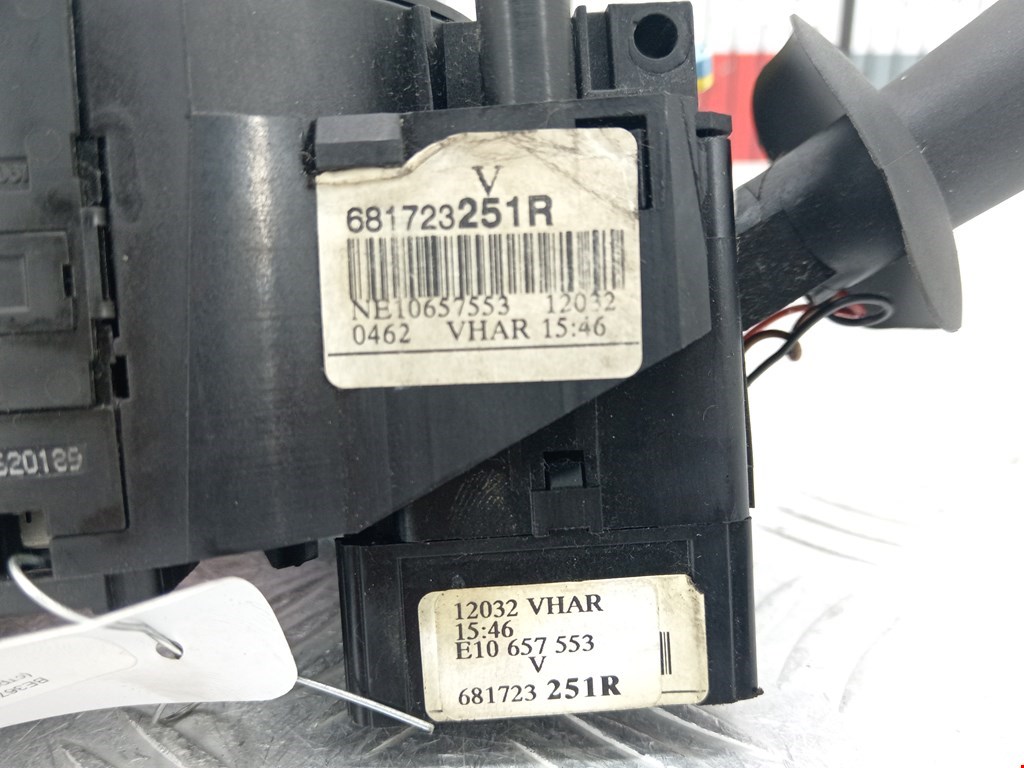 V
681723251R
NE10657553 12032
0462 VHAR 15:46
620189
12032 VHAR
15:46
E10 657 553
V
681723 251R